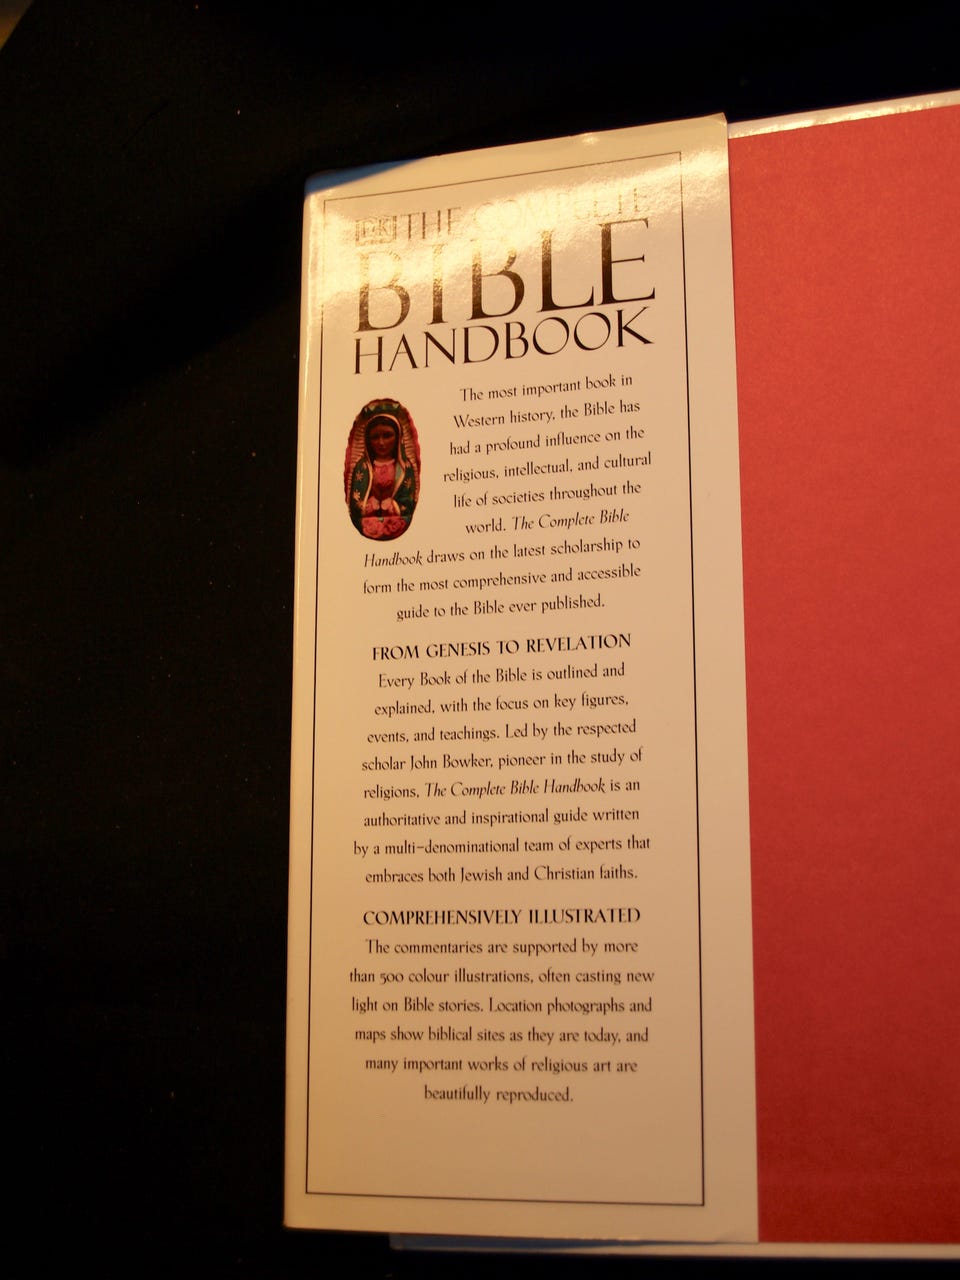 DK THE COMPLETE
BIBLE
HANDBOOK
The most important book in
Western history, the Bible has
had a profound influence on the
religious, intellectual, and cultural
life of societies throughout the
world. The Complete Bible
Handbook draws on the latest scholarship to
form the most comprehensive and accessible
guide to the Bible ever published.
FROM GENESIS TO REVELATION
Every Book of the Bible is outlined and
explained, with the focus on key figures,
events, and teachings. Led by the respected
scholar John Bowker, pioneer in the study of
religions, The Complete Bible Handbook is an
authoritative and inspirational guide written
by a multi-denominational team of experts that
embraces both Jewish and Christian faiths.
COMPREHENSIVELY ILLUSTRATED
The commentaries are supported by more
than 500 colour illustrations, often casting new
light on Bible stories. Location photographs and
maps show biblical sites as they are today, and
many important works of religious art are
beautifully reproduced.